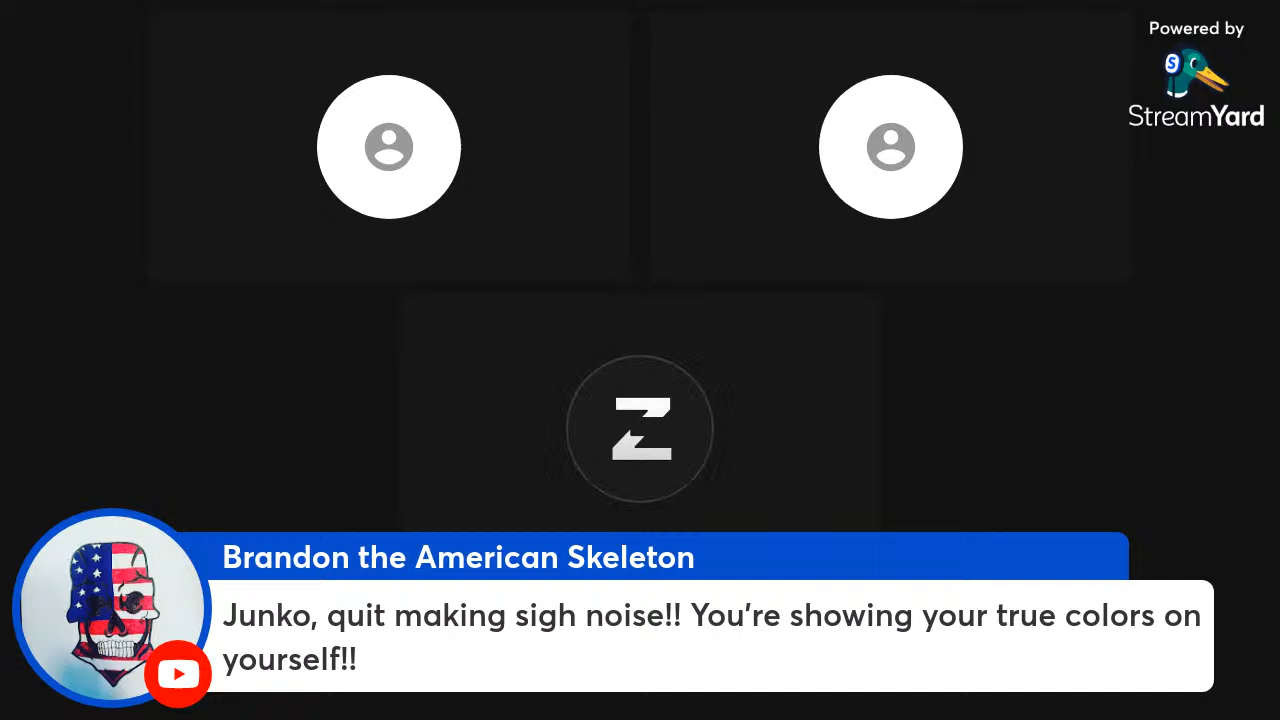 Powered by
S
StreamYard
Z
Brandon the American Skeleton
Junko, quit making sigh noise!! You're showing your true colors on
yourself!!